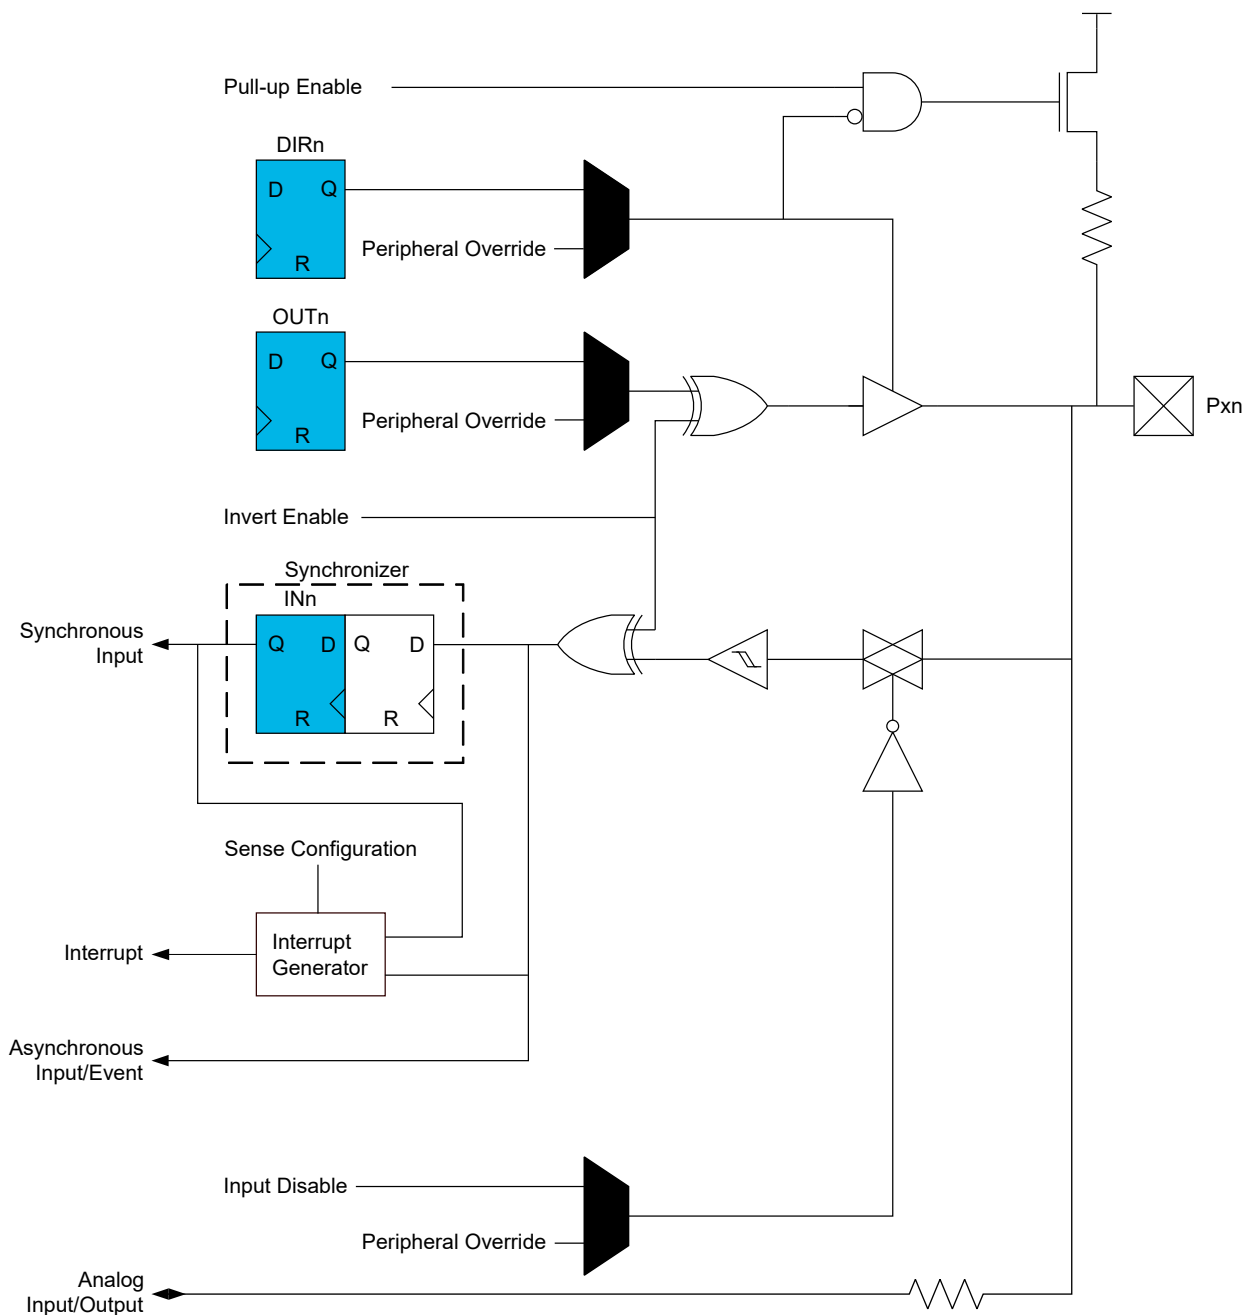 Pull-up Enable
DIRn
D Q
R
Peripheral Override
OUTn
D Q
R
Peripheral Override
Pxn
Invert Enable
Synchronizer
INn
Synchronous
Input
Q D Q D
R R
Sense Configuration
Interrupt
Interrupt
Generator
Asynchronous
Input/Event
Input Disable
Peripheral Override
Analog
Input/Output